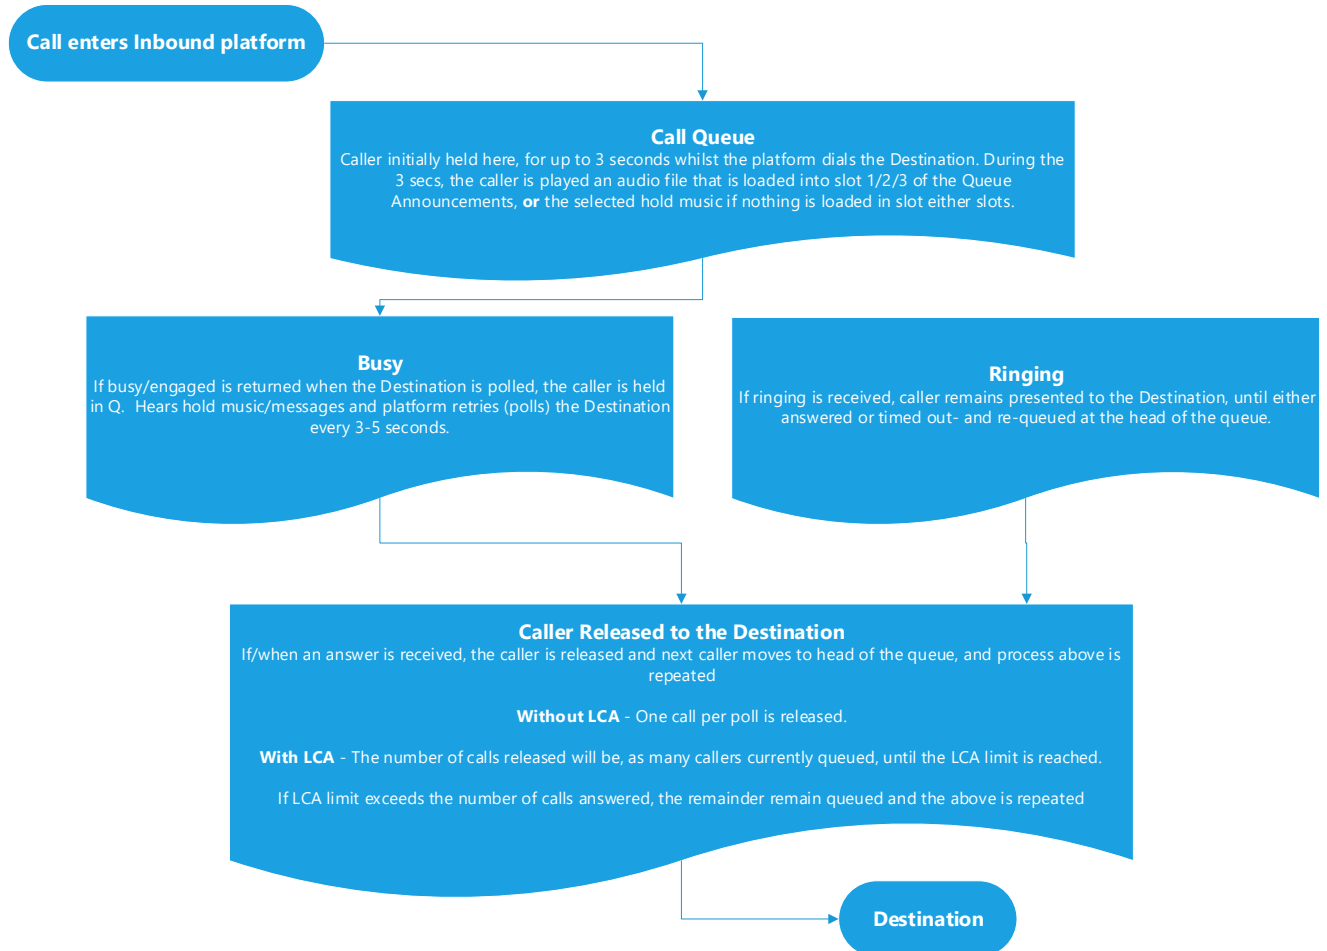 Call enters Inbound platform
Call Queue
Caller initially held here, for up to 3 seconds whilst the platform dials the Destination. During the
3 secs, the caller is played an audio file that is loaded into slot 1/2/3 of the Queue
Announcements, or the selected hold music if nothing is loaded in slot either slots.
Busy
If busy/engaged is returned when the Destination is polled, the caller is held
in Q.  Hears hold music/messages and platform retries (polls) the Destination
every 3-5 seconds.
Ringing
If ringing is received, caller remains presented to the Destination, until either
answered or timed out- and re-queued at the head of the queue.
Caller Released to the Destination
If/when an answer is received, the caller is released and next caller moves to head of the queue, and process above is
repeated
Without LCA - One call per poll is released.
With LCA - The number of calls released will be, as many callers currently queued, until the LCA limit is reached.
If LCA limit exceeds the number of calls answered, the remainder remain queued and the above is repeated
Destination